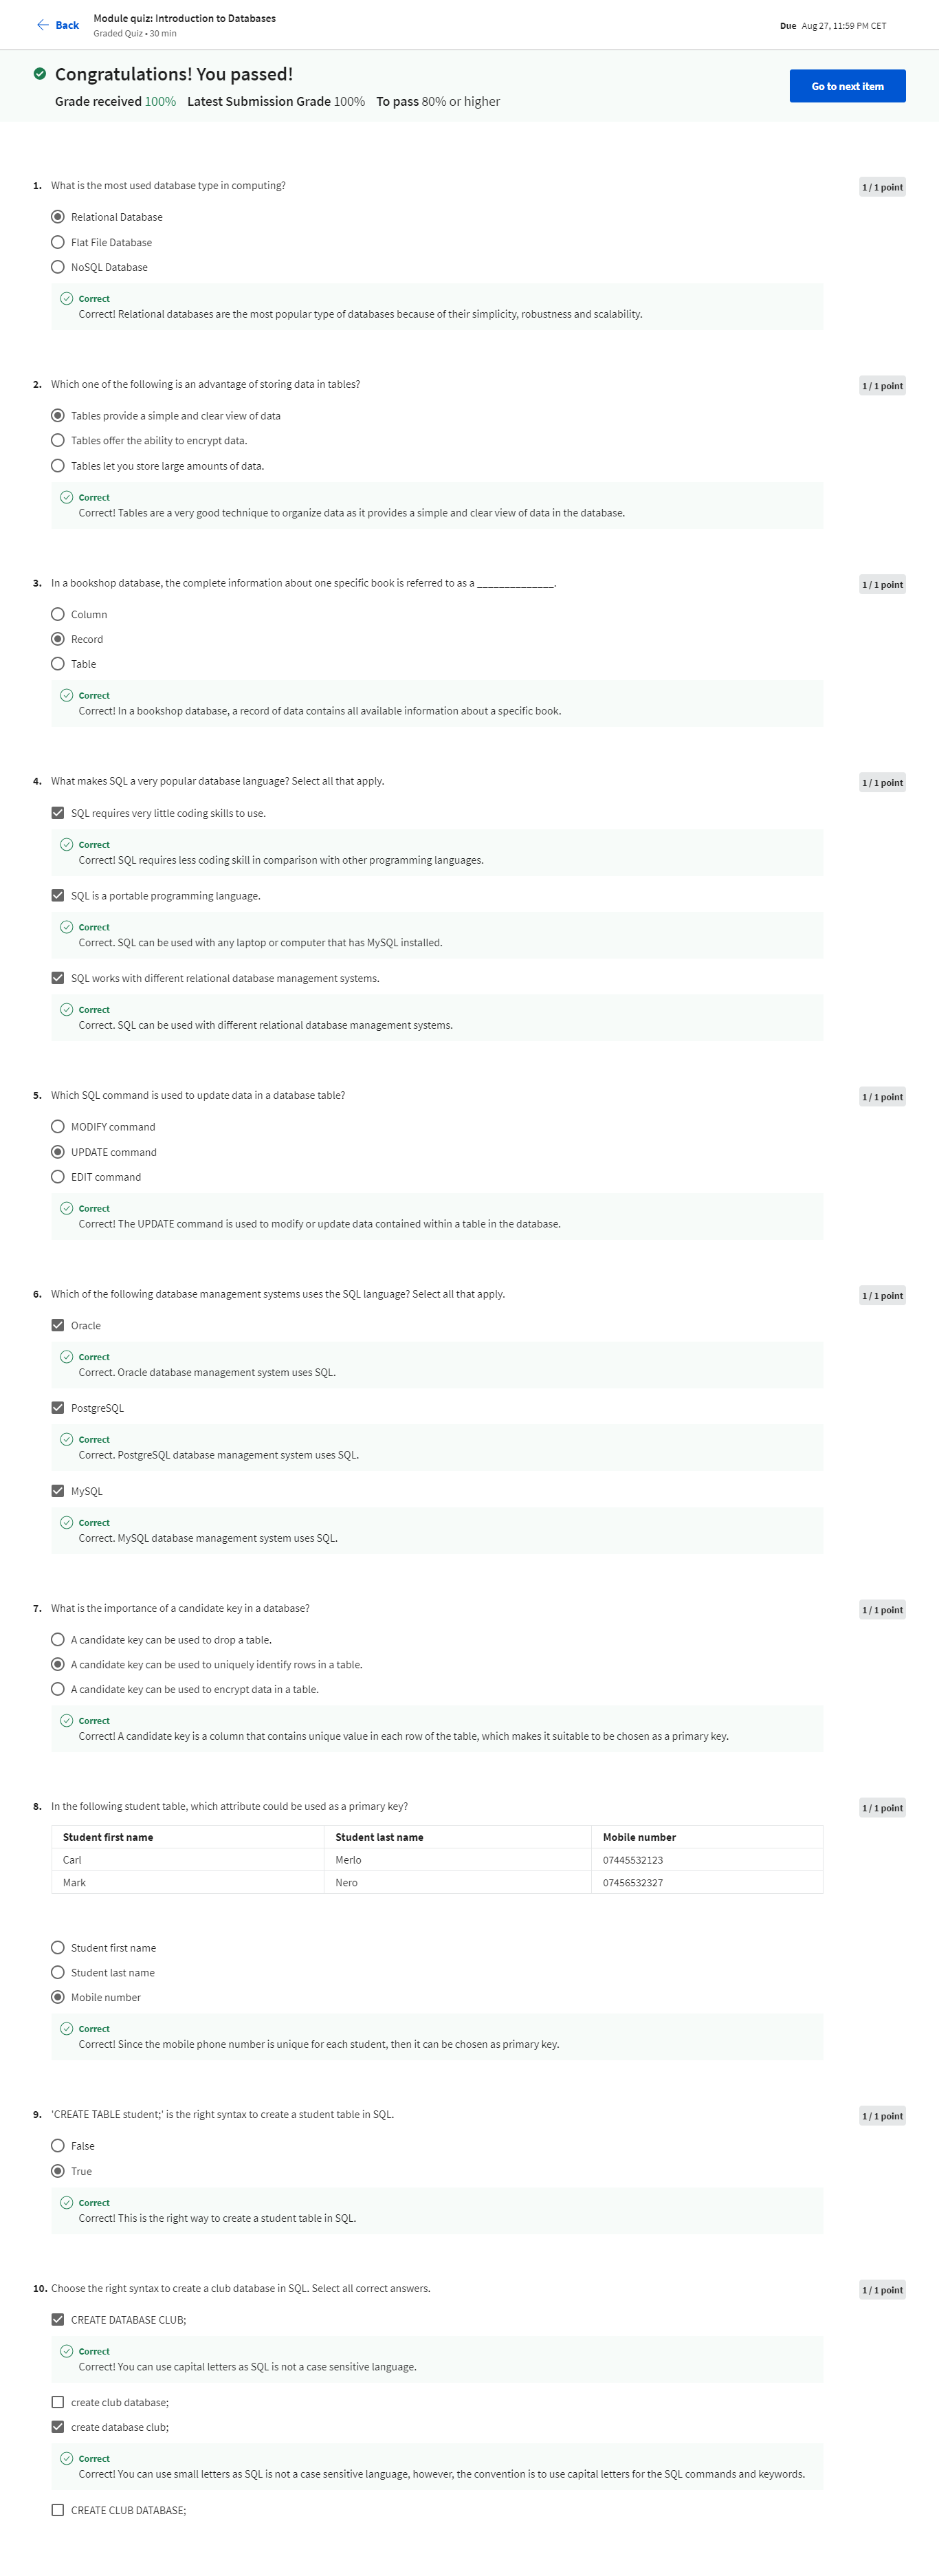 Back
Module quiz: Introduction to Databases
Graded Quiz • 30 min
Due Aug 27, 11:59 PM CET
Congratulations! You passed!
Grade received 100% Latest Submission Grade 100% To pass 80% or higher
Go to next item
1. What is the most used database type in computing?
1 / 1 point
Relational Database
Flat File Database
NoSQL Database
Correct
Correct! Relational databases are the most popular type of databases because of their simplicity, robustness and scalability.
2. Which one of the following is an advantage of storing data in tables?
1 / 1 point
Tables provide a simple and clear view of data
Tables offer the ability to encrypt data.
Tables let you store large amounts of data.
Correct
Correct! Tables are a very good technique to organize data as it provides a simple and clear view of data in the database.
3. In a bookshop database, the complete information about one specific book is referred to as a ______________.
1 / 1 point
Column
Record
Table
Correct
Correct! In a bookshop database, a record of data contains all available information about a specific book.
4. What makes SQL a very popular database language? Select all that apply.
1 / 1 point
SQL requires very little coding skills to use.
Correct
Correct! SQL requires less coding skill in comparison with other programming languages.
SQL is a portable programming language.
Correct
Correct. SQL can be used with any laptop or computer that has MySQL installed.
SQL works with different relational database management systems.
Correct
Correct. SQL can be used with different relational database management systems.
5. Which SQL command is used to update data in a database table?
1 / 1 point
MODIFY command
UPDATE command
EDIT command
Correct
Correct! The UPDATE command is used to modify or update data contained within a table in the database.
6. Which of the following database management systems uses the SQL language? Select all that apply.
1 / 1 point
Oracle
Correct
Correct. Oracle database management system uses SQL.
PostgreSQL
Correct
Correct. PostgreSQL database management system uses SQL.
MySQL
Correct
Correct. MySQL database management system uses SQL.
7. What is the importance of a candidate key in a database?
1 / 1 point
A candidate key can be used to drop a table.
A candidate key can be used to uniquely identify rows in a table.
A candidate key can be used to encrypt data in a table.
Correct
Correct! A candidate key is a column that contains unique value in each row of the table, which makes it suitable to be chosen as a primary key.
8. In the following student table, which attribute could be used as a primary key?
1 / 1 point
Student first name Student last name Mobile number
Carl Merlo 07445532123
Mark Nero 07456532327
Student first name
Student last name
Mobile number
Correct
Correct! Since the mobile phone number is unique for each student, then it can be chosen as primary key.
9. 'CREATE TABLE student;' is the right syntax to create a student table in SQL.
1 / 1 point
False
True
Correct
Correct! This is the right way to create a student table in SQL.
10. Choose the right syntax to create a club database in SQL. Select all correct answers.
1 / 1 point
CREATE DATABASE CLUB;
Correct
Correct! You can use capital letters as SQL is not a case sensitive language.
create club database;
create database club;
Correct
Correct! You can use small letters as SQL is not a case sensitive language, however, the convention is to use capital letters for the SQL commands and keywords.
CREATE CLUB DATABASE;